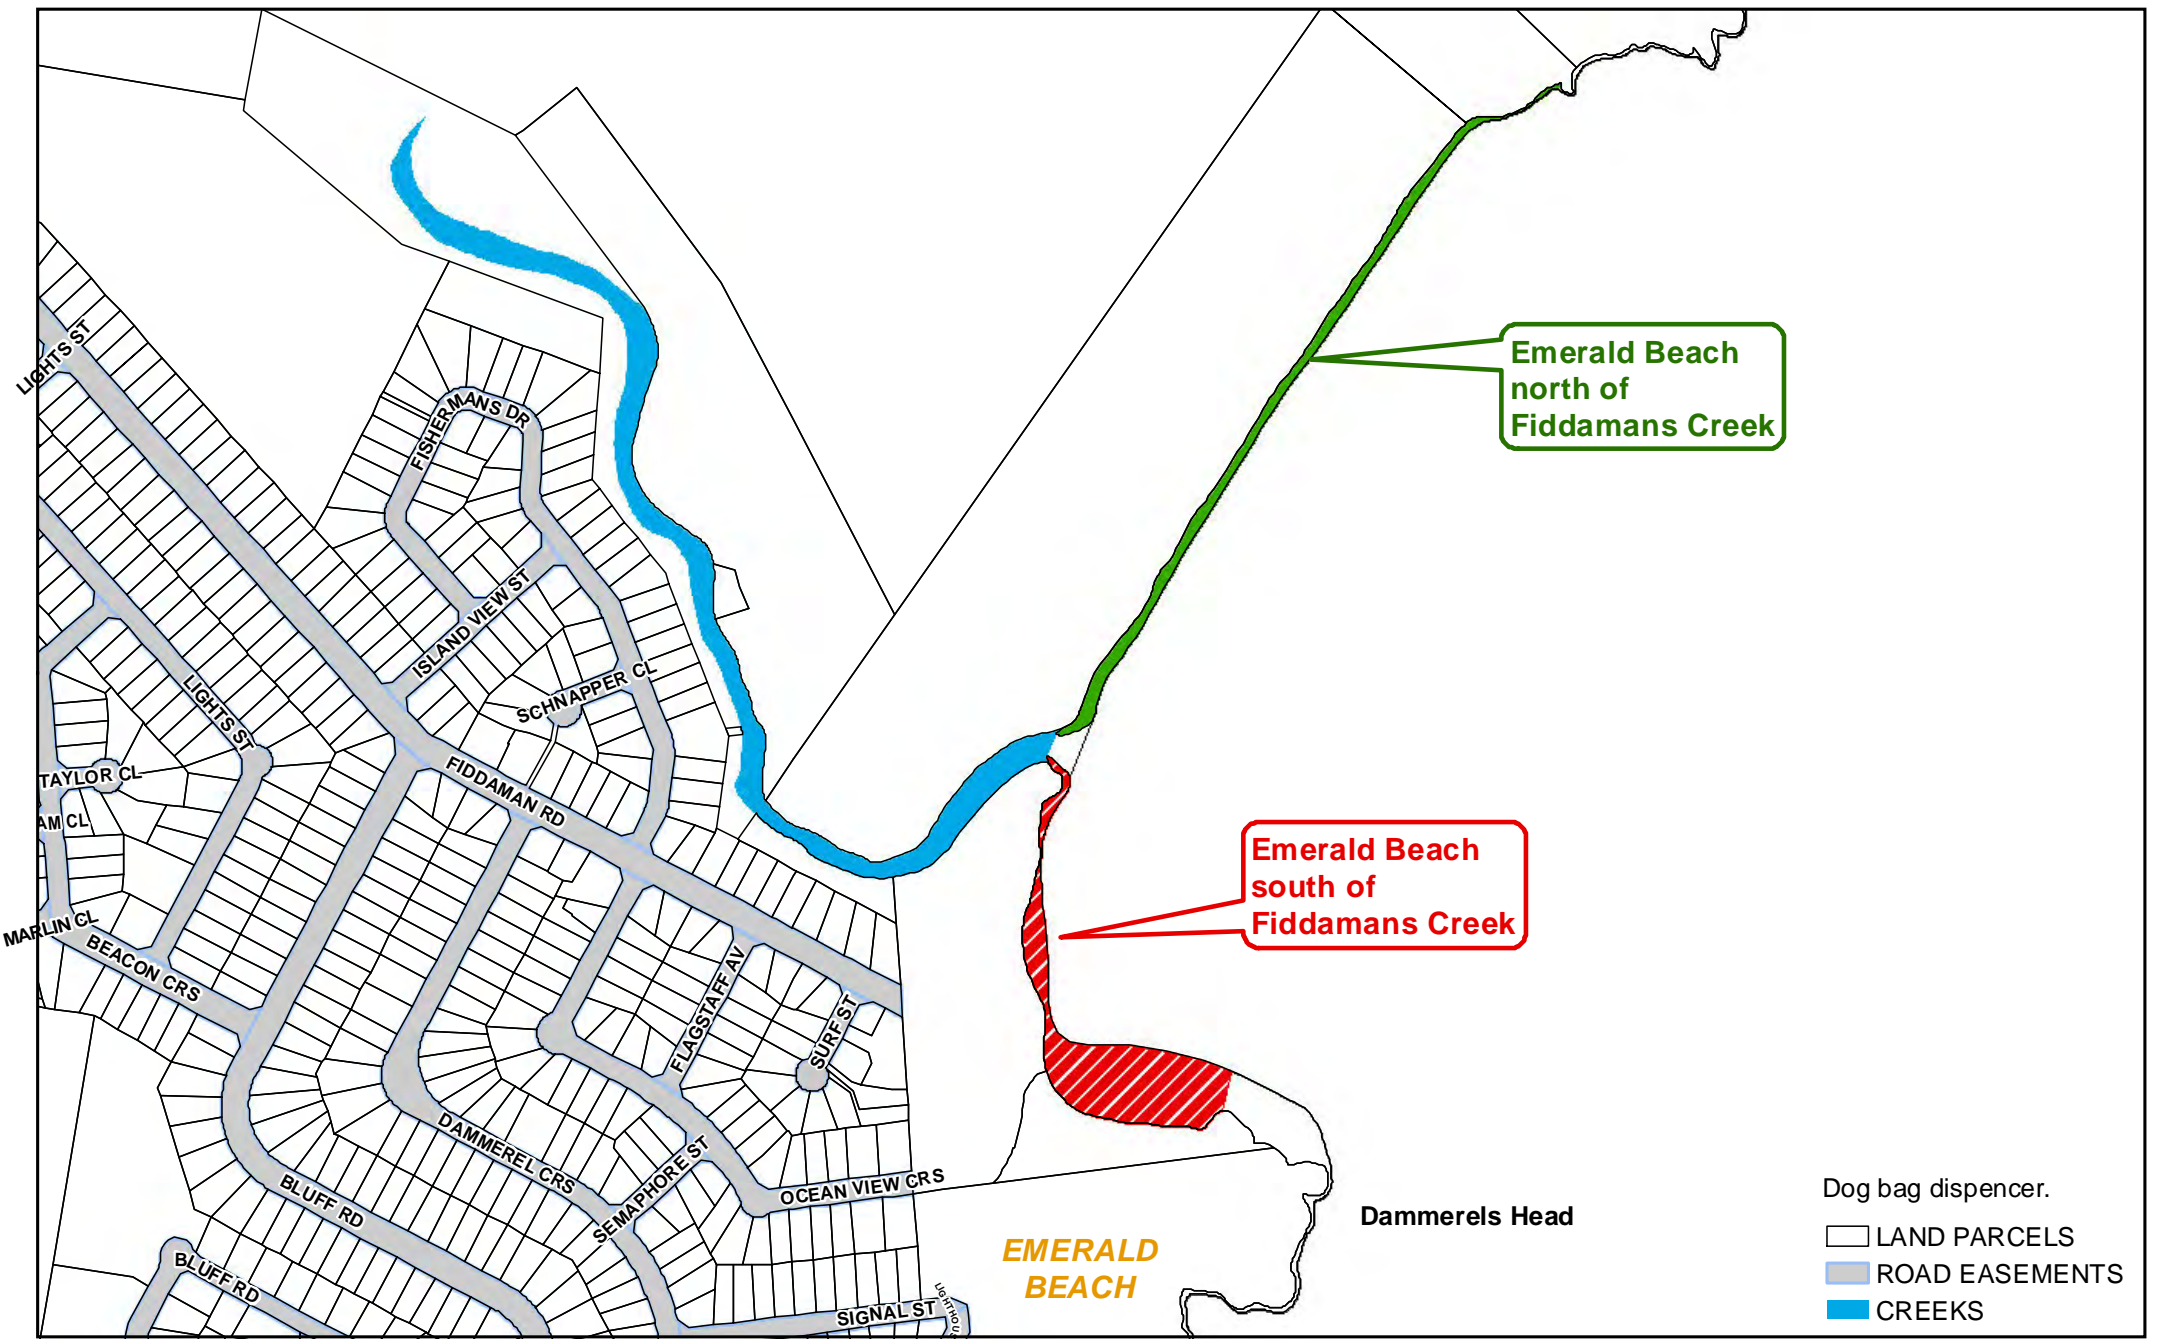 LIGHTS ST
FISHERMANS DR
Emerald Beach
north of
Fiddamans Creek
ISLAND VIEW ST
SCHNAPPER CL
LIGHTS ST
TAYLOR CL
FIDDAMAN RD
AM CL
Emerald Beach
south of
Fiddamans Creek
MARLIN CL
BEACON CRS
FLAGSTAFF AV
SURF ST
DAMMEREL CRS
SEMAPHORE ST
OCEAN VIEW CRS
BLUFF RD
Dammerels Head
EMERALD
BEACH
BLUFF RD
SIGNAL ST
LIGHTHOU
Dog bag dispencer.
LAND PARCELS
ROAD EASEMENTS
CREEKS